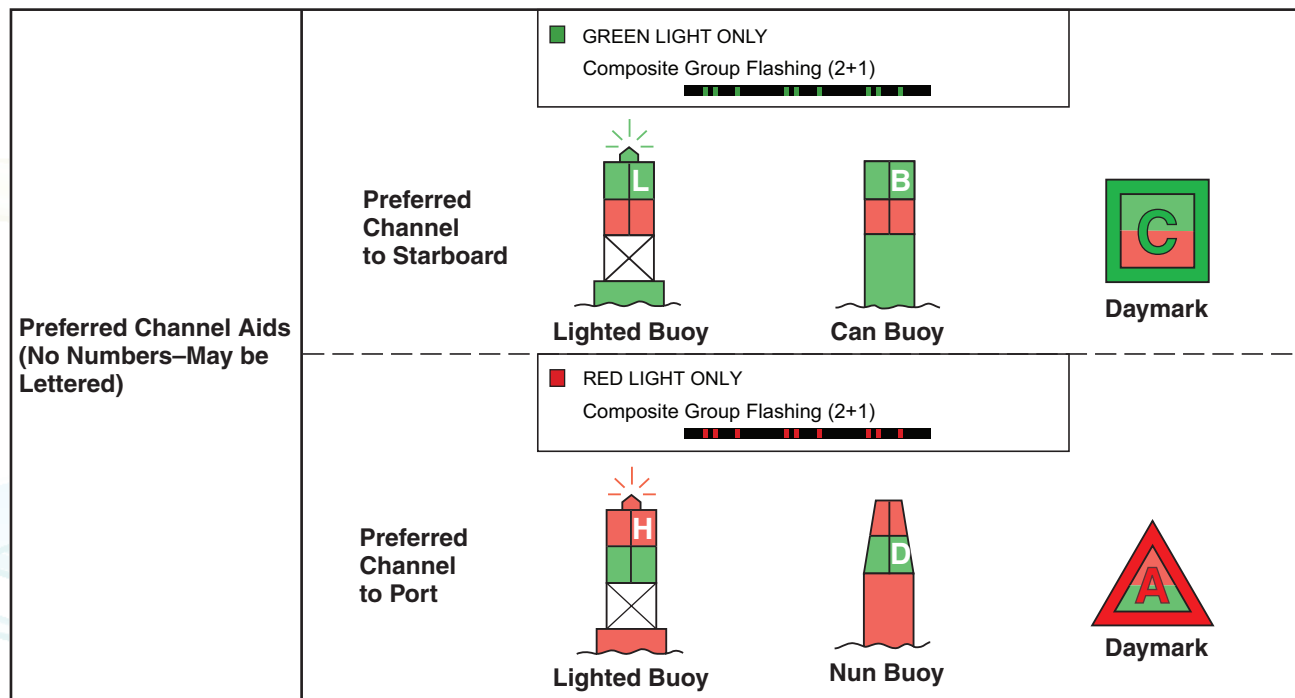 GREEN LIGHT ONLY
Composite Group Flashing (2+1)
Preferred
Channel
to Starboard
L
B
C
Lighted Buoy
Can Buoy
Daymark
Preferred Channel Aids
(No Numbers–May be
Lettered)
RED LIGHT ONLY
Composite Group Flashing (2+1)
Preferred
Channel
to Port
H
D
A
Lighted Buoy
Nun Buoy
Daymark